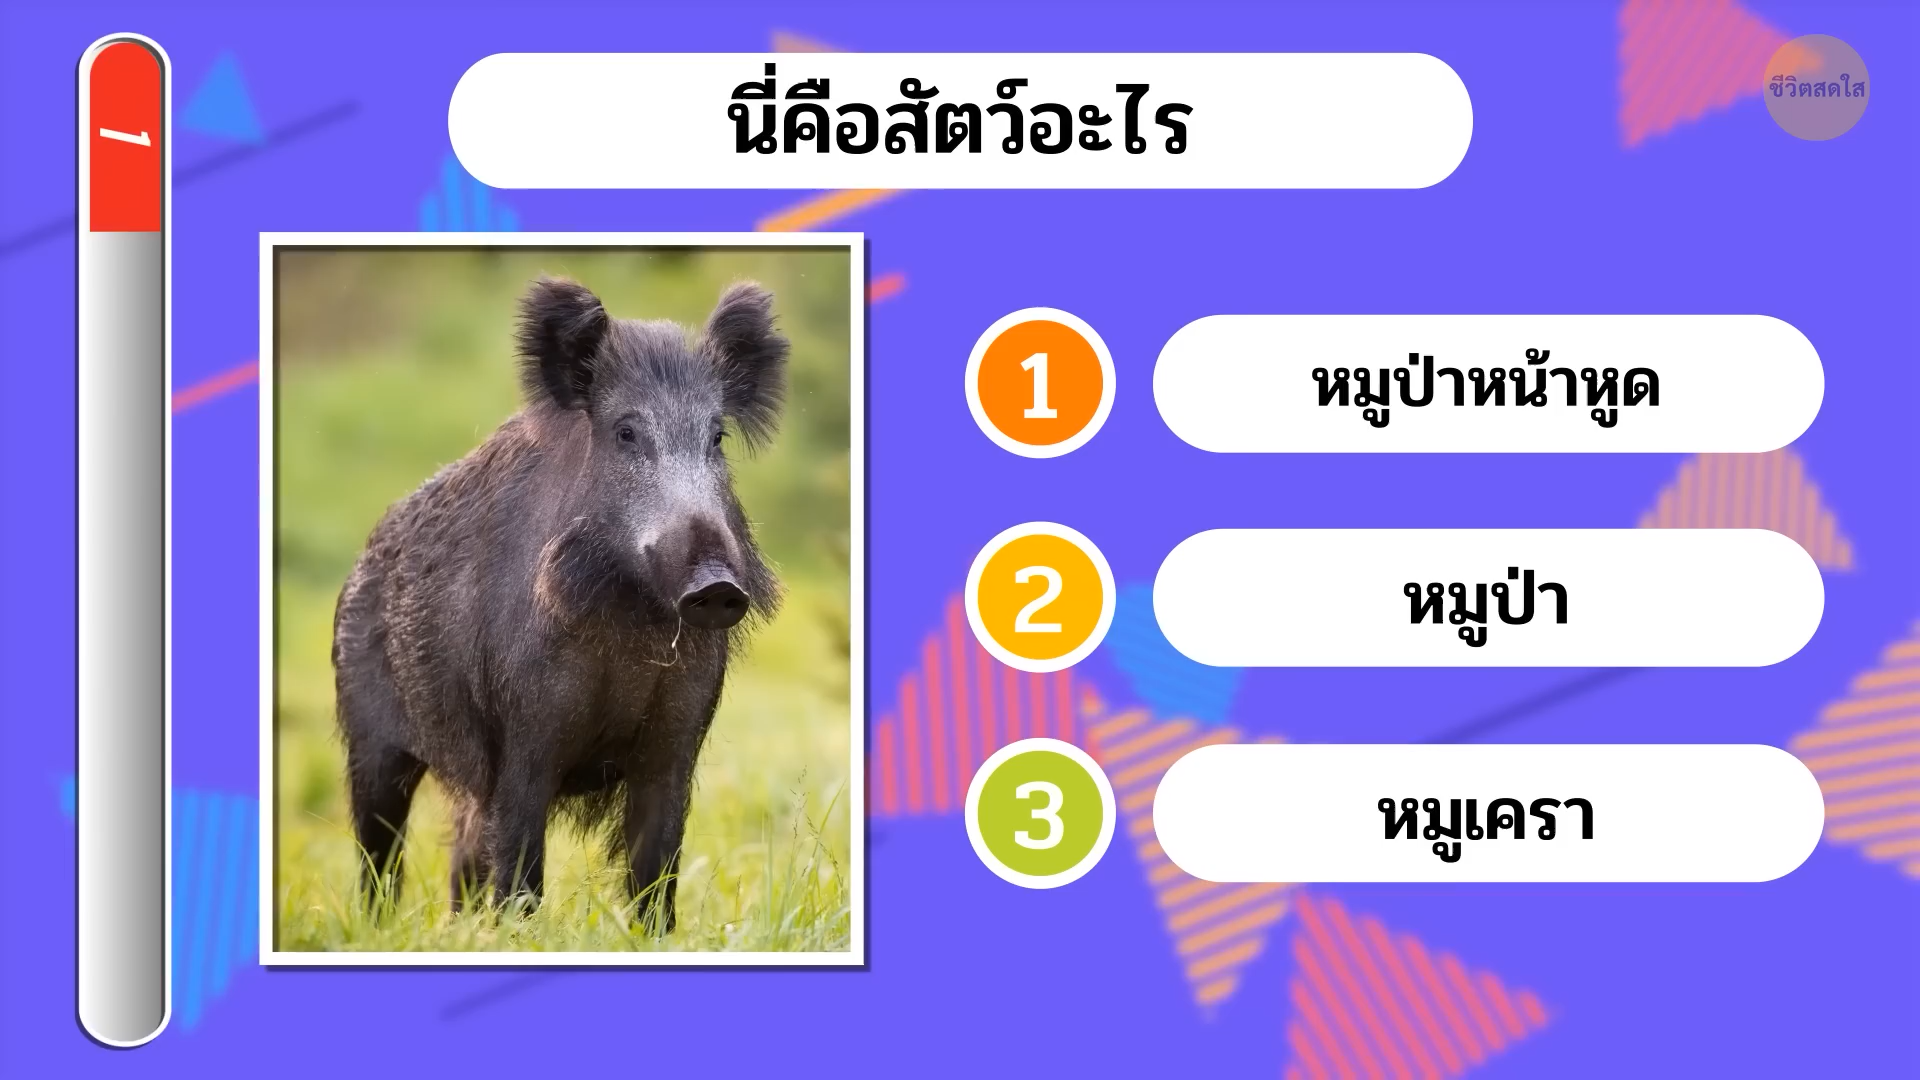 นี่คือสัตว์อะไร
ชีวิตสดใส
1
1
หมูป่าหน้าหูด
2
หมูป่า
3
หมูเครา